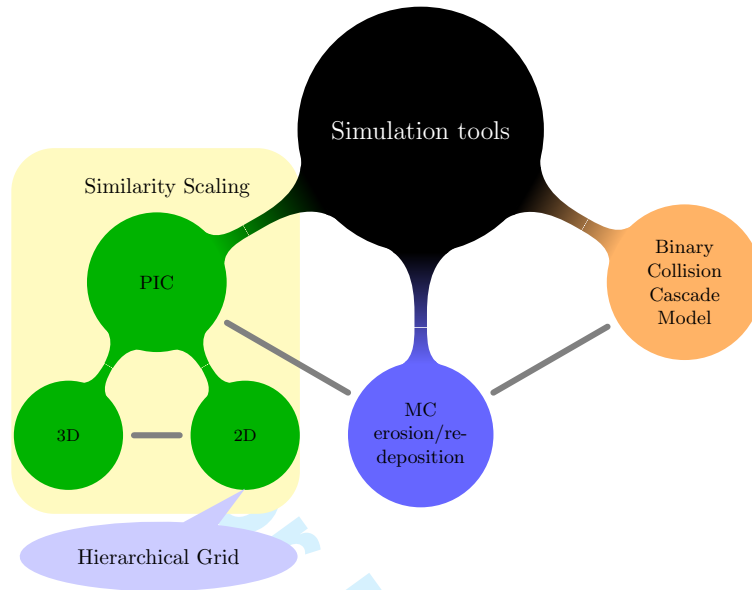 Simulation tools
Similarity Scaling
PIC
Binary
Collision
Cascade
Model
3D
2D
MC
erosion/re-
deposition
Hierarchical Grid